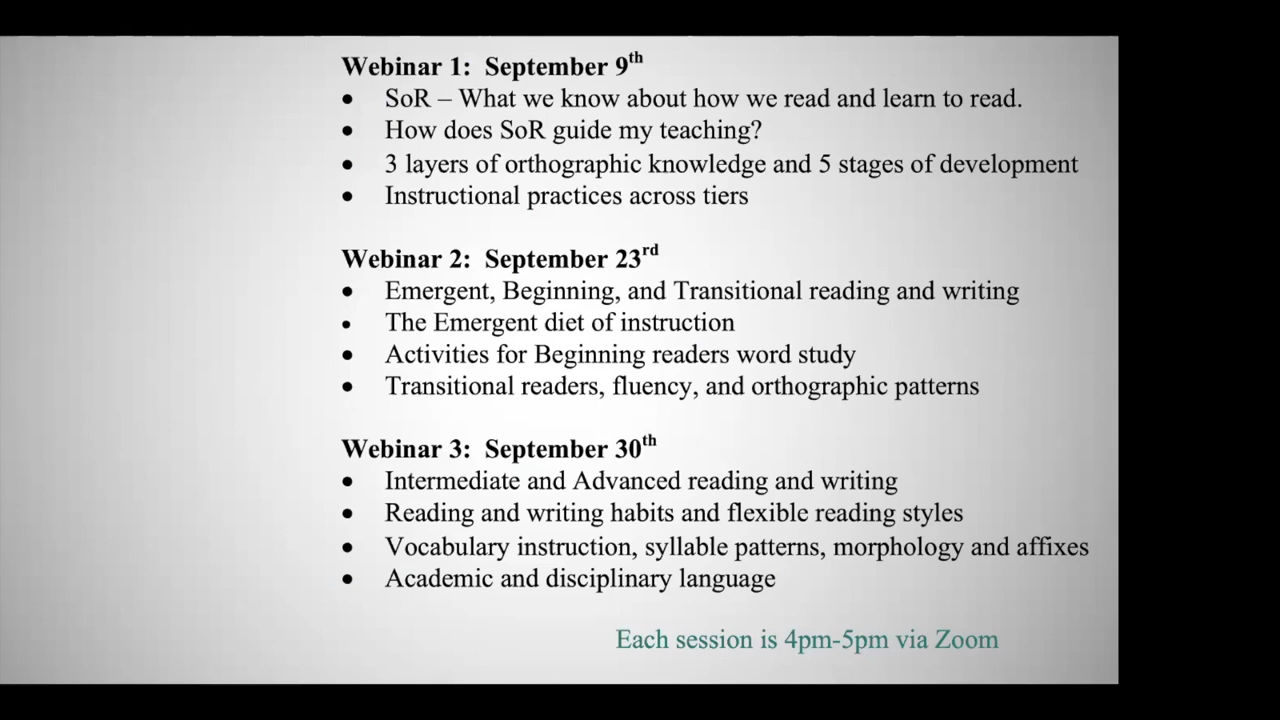 Webinar 1: September 9th
• SoR – What we know about how we read and learn to read.
• How does SoR guide my teaching?
• 3 layers of orthographic knowledge and 5 stages of development
• Instructional practices across tiers
Webinar 2: September 23rd
• Emergent, Beginning, and Transitional reading and writing
• The Emergent diet of instruction
• Activities for Beginning readers word study
• Transitional readers, fluency, and orthographic patterns
Webinar 3: September 30th
• Intermediate and Advanced reading and writing
• Reading and writing habits and flexible reading styles
• Vocabulary instruction, syllable patterns, morphology and affixes
• Academic and disciplinary language
Each session is 4pm-5pm via Zoom